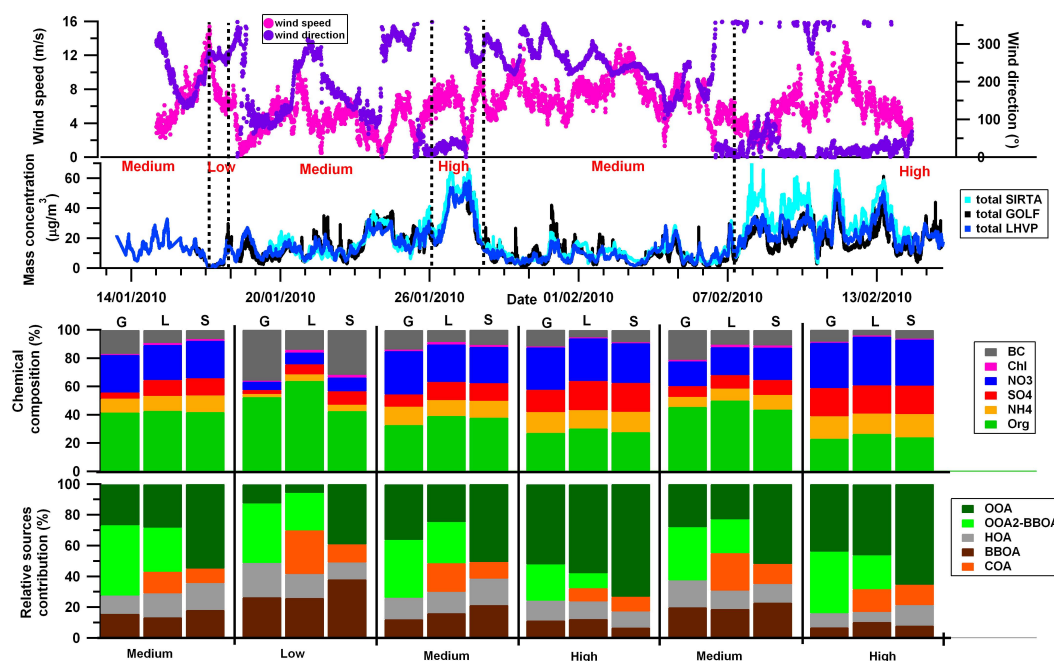 wind speed
wind direction
Wind speed (m/s)
16
12
8
4
0
Wind direction (°)
300
200
100
0
Medium
Low
Medium
High
Medium
High
Mass concentration
(µg/m³)
60
40
20
0
total SIRTA
total GOLF
total LHVP
14/01/2010
20/01/2010
26/01/2010
Date
01/02/2010
07/02/2010
13/02/2010
G L S G L S G L S G L S G L S G L S
Chemical
composition (%)
100
80
60
40
20
0
BC
Chl
NO3
SO4
NH4
Org
Relative sources
contribution (%)
100
80
60
40
20
0
OOA
OOA2-BBOA
HOA
BBOA
COA
Medium
Low
Medium
High
Medium
High